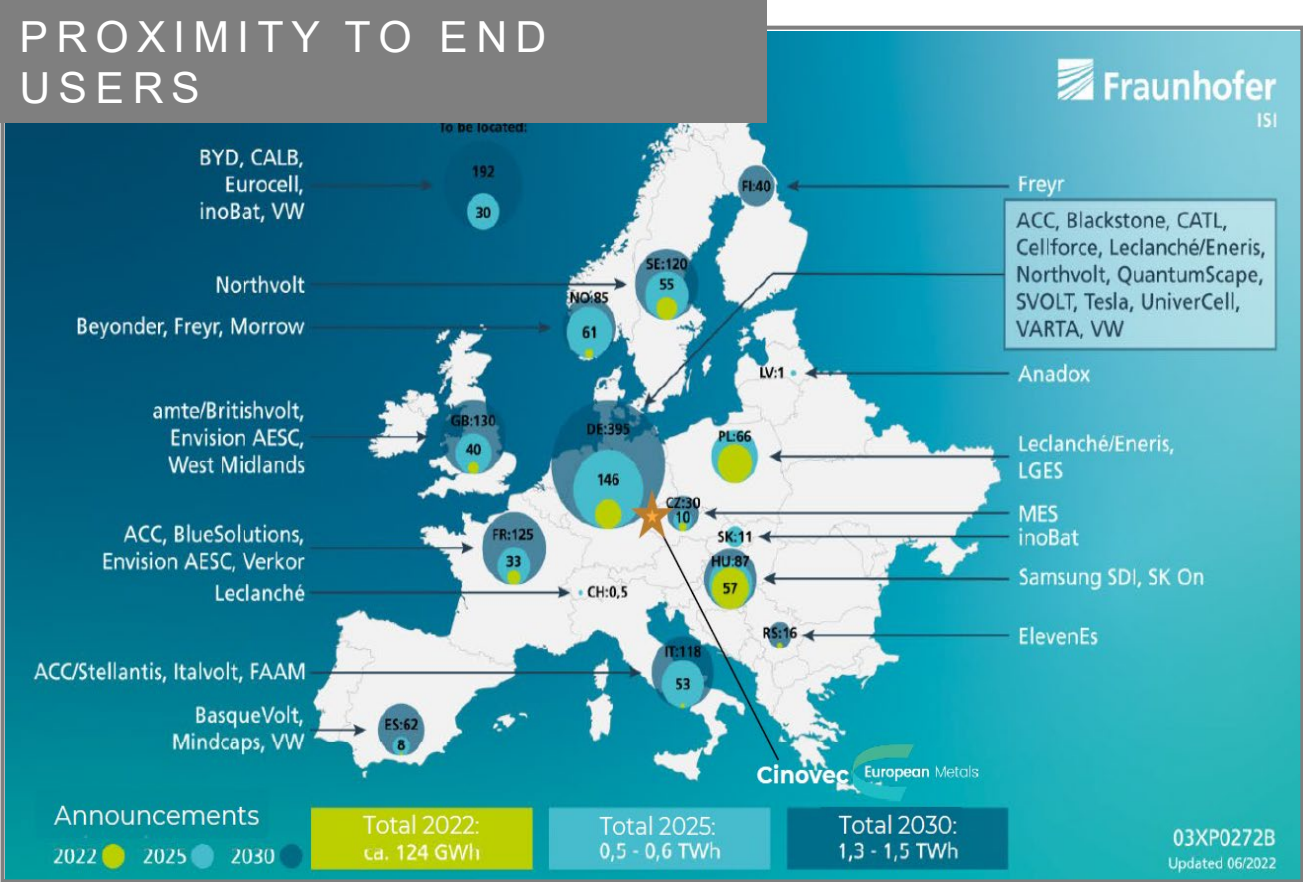 PROXIMITY TO END
USERS
Fraunhofer
ISI
To be located:
BYD, CALB,
Eurocell,
inoBat, VW
192
30
FI:40
Freyr
ACC, Blackstone, CATL,
Cellforce, Leclanché/Eneris,
Northvolt, QuantumScape,
SVOLT, Tesla, UniverCell,
VARTA, VW
Northvolt
SE:120
55
Beyonder, Freyr, Morrow
NO:85
61
LV:1
Anadox
amte/Britishvolt,
Envision AESC,
West Midlands
GB:130
40
DE:395
146
PL:66
Leclanché/Eneris,
LGES
CZ:30
10
MES
SK:11
inoBat
ACC, BlueSolutions,
Envision AESC, Verkor
FR:125
33
HU:87
57
Samsung SDI, SK On
Leclanché
CH:0,5
RS:16
ElevenEs
ACC/Stellantis, Italvolt, FAAM
IT:118
53
BasqueVolt,
Mindcaps, VW
ES:62
8
Cinovec
European Metals
Announcements
2022 2025 2030
Total 2022:
ca. 124 GWh
Total 2025:
0,5 - 0,6 TWh
Total 2030:
1,3 - 1,5 TWh
03XP0272B
Updated 06/2022